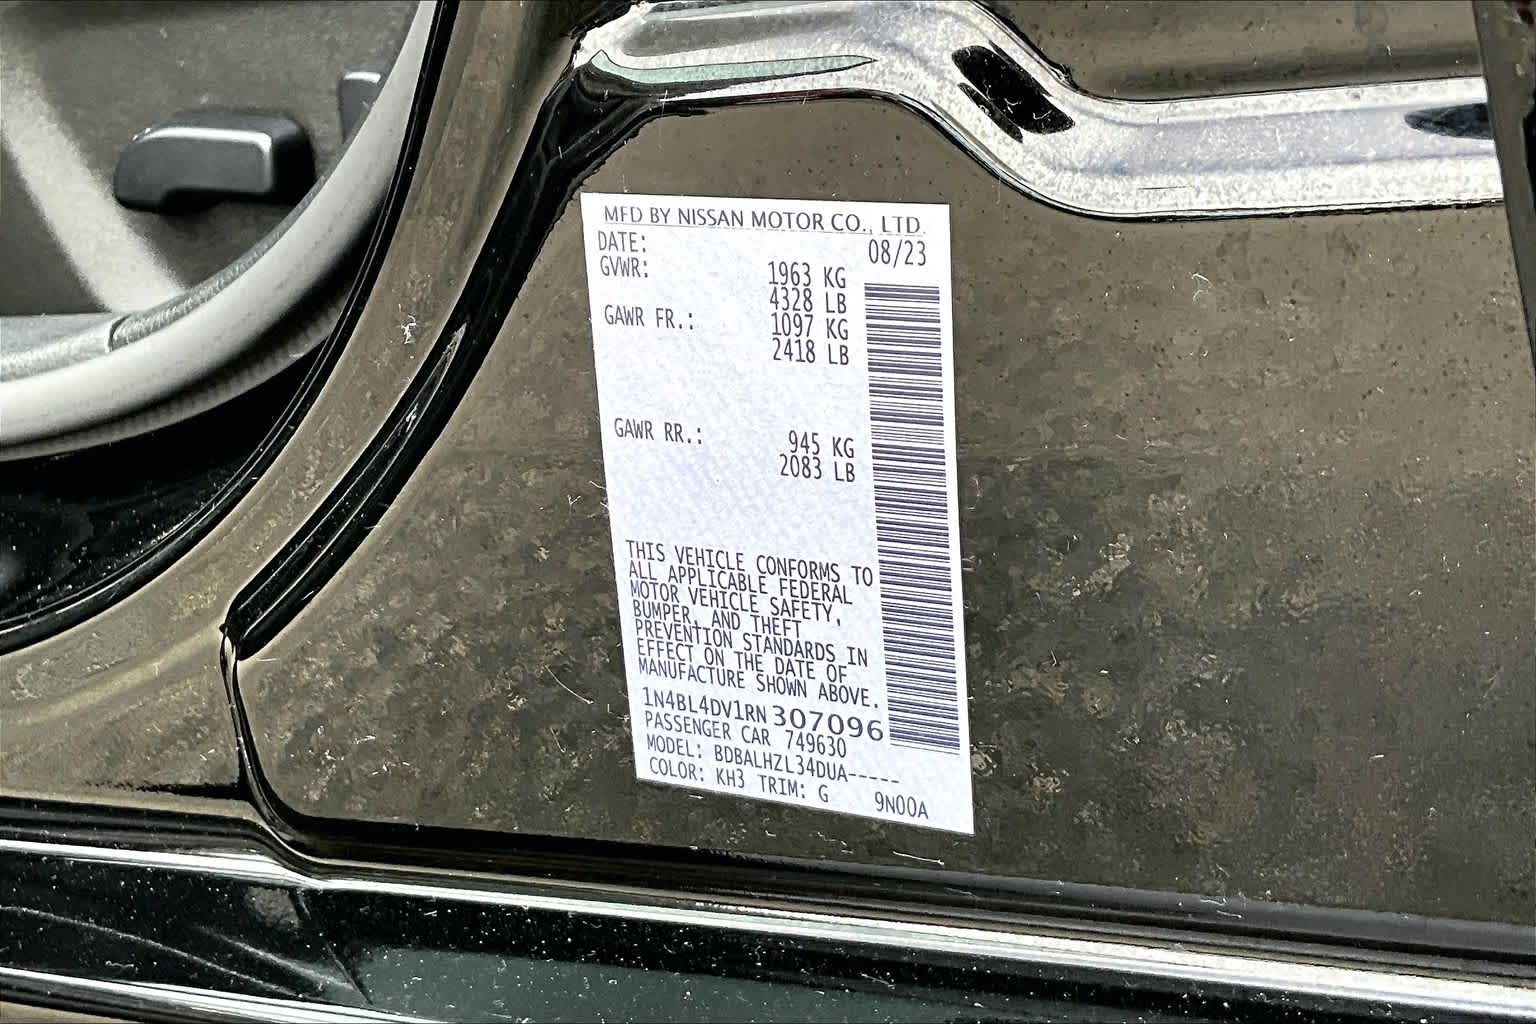 MFD BY NISSAN MOTOR CO., LTD.
DATE: 08/23
GVWR: 1963 KG
4328 LB
GAWR FR.: 1097 KG
2418 LB
GAWR RR.: 945 KG
2083 LB
THIS VEHICLE CONFORMS TO
ALL APPLICABLE FEDERAL
MOTOR VEHICLE SAFETY,
BUMPER, AND THEFT
PREVENTION STANDARDS IN
EFFECT ON THE DATE OF
MANUFACTURE SHOWN ABOVE.
1N4BL4DV1RN307096
PASSENGER CAR 749630
MODEL: BDBALHZL34DUA-----
COLOR: KH3 TRIM: G 9N00A